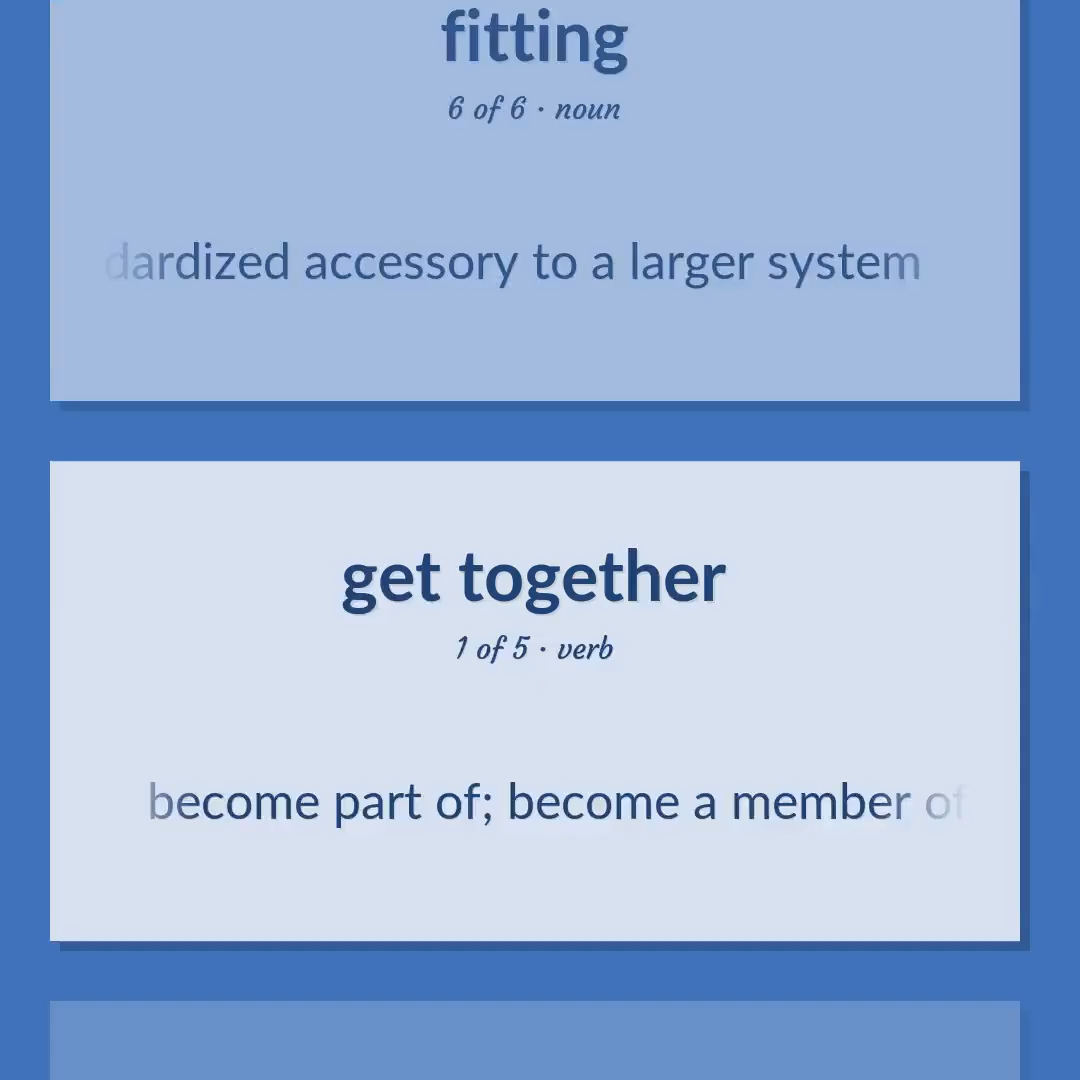 fitting
6 of 6 · noun
dardized accessory to a larger system
get together
1 of 5 · verb
become part of; become a member of